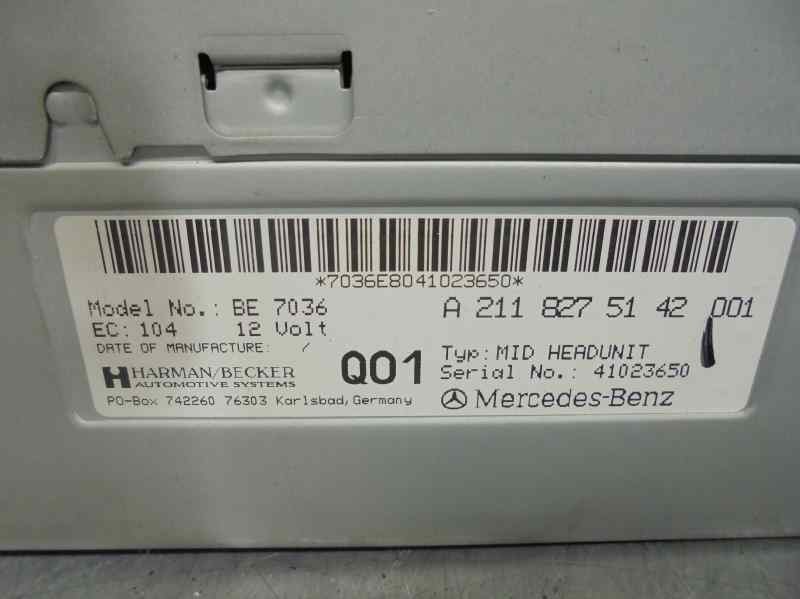 *7036E8041023650*
Model No.: BE 7036
A 211 827 51 42 001
EC: 104 12 Volt
DATE OF MANUFACTURE: /
Q01
Typ: MID HEADUNIT
HARMAN/BECKER
AUTOMOTIVE SYSTEMS
Serial No.: 41023650
PO-Box 742260 76303 Karlsbad, Germany
Mercedes-Benz